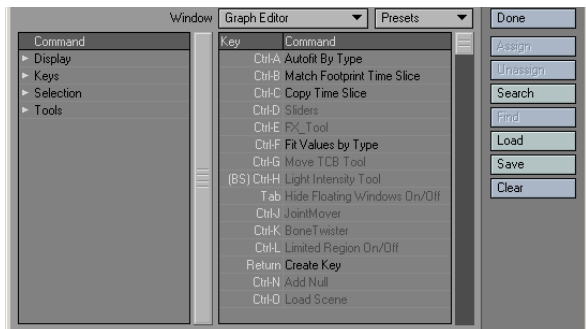 Window Graph Editor Presets Done
Command Key Command
Assign
Display Ctrl-A Autofit By Type
Keys Ctrl-B Match Footprint Time Slice Unassign
Selection Ctrl-C Copy Time Slice Search
Tools Ctrl-D Sliders
Ctrl-E FX_Tool Find
Ctrl-F Fit Values by Type Load
Ctrl-G Move TCB Tool Save
(BS) Ctrl-H Light Intensity Tool
Tab Hide Floating Windows On/Off Clear
Ctrl-J JointMover
Ctrl-K BoneTwister
Ctrl-L Limited Region On/Off
Return Create Key
Ctrl-N Add Null
Ctrl-O Load Scene